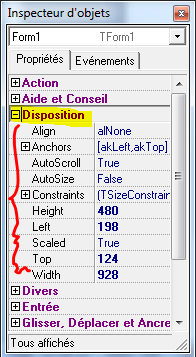 Inspecteur d'objets
Form1 TForm1
Propriétés Evénements
Action
Aide et Conseil
Disposition
Align alNone
Anchors [akLeft,akTop]
AutoScroll True
AutoSize False
Constraints (TSizeConstrain
Height 480
Left 198
Scaled True
Top 124
Width 928
Divers
Entrée
Glisser, Déplacer et Ancre
Tous affichés